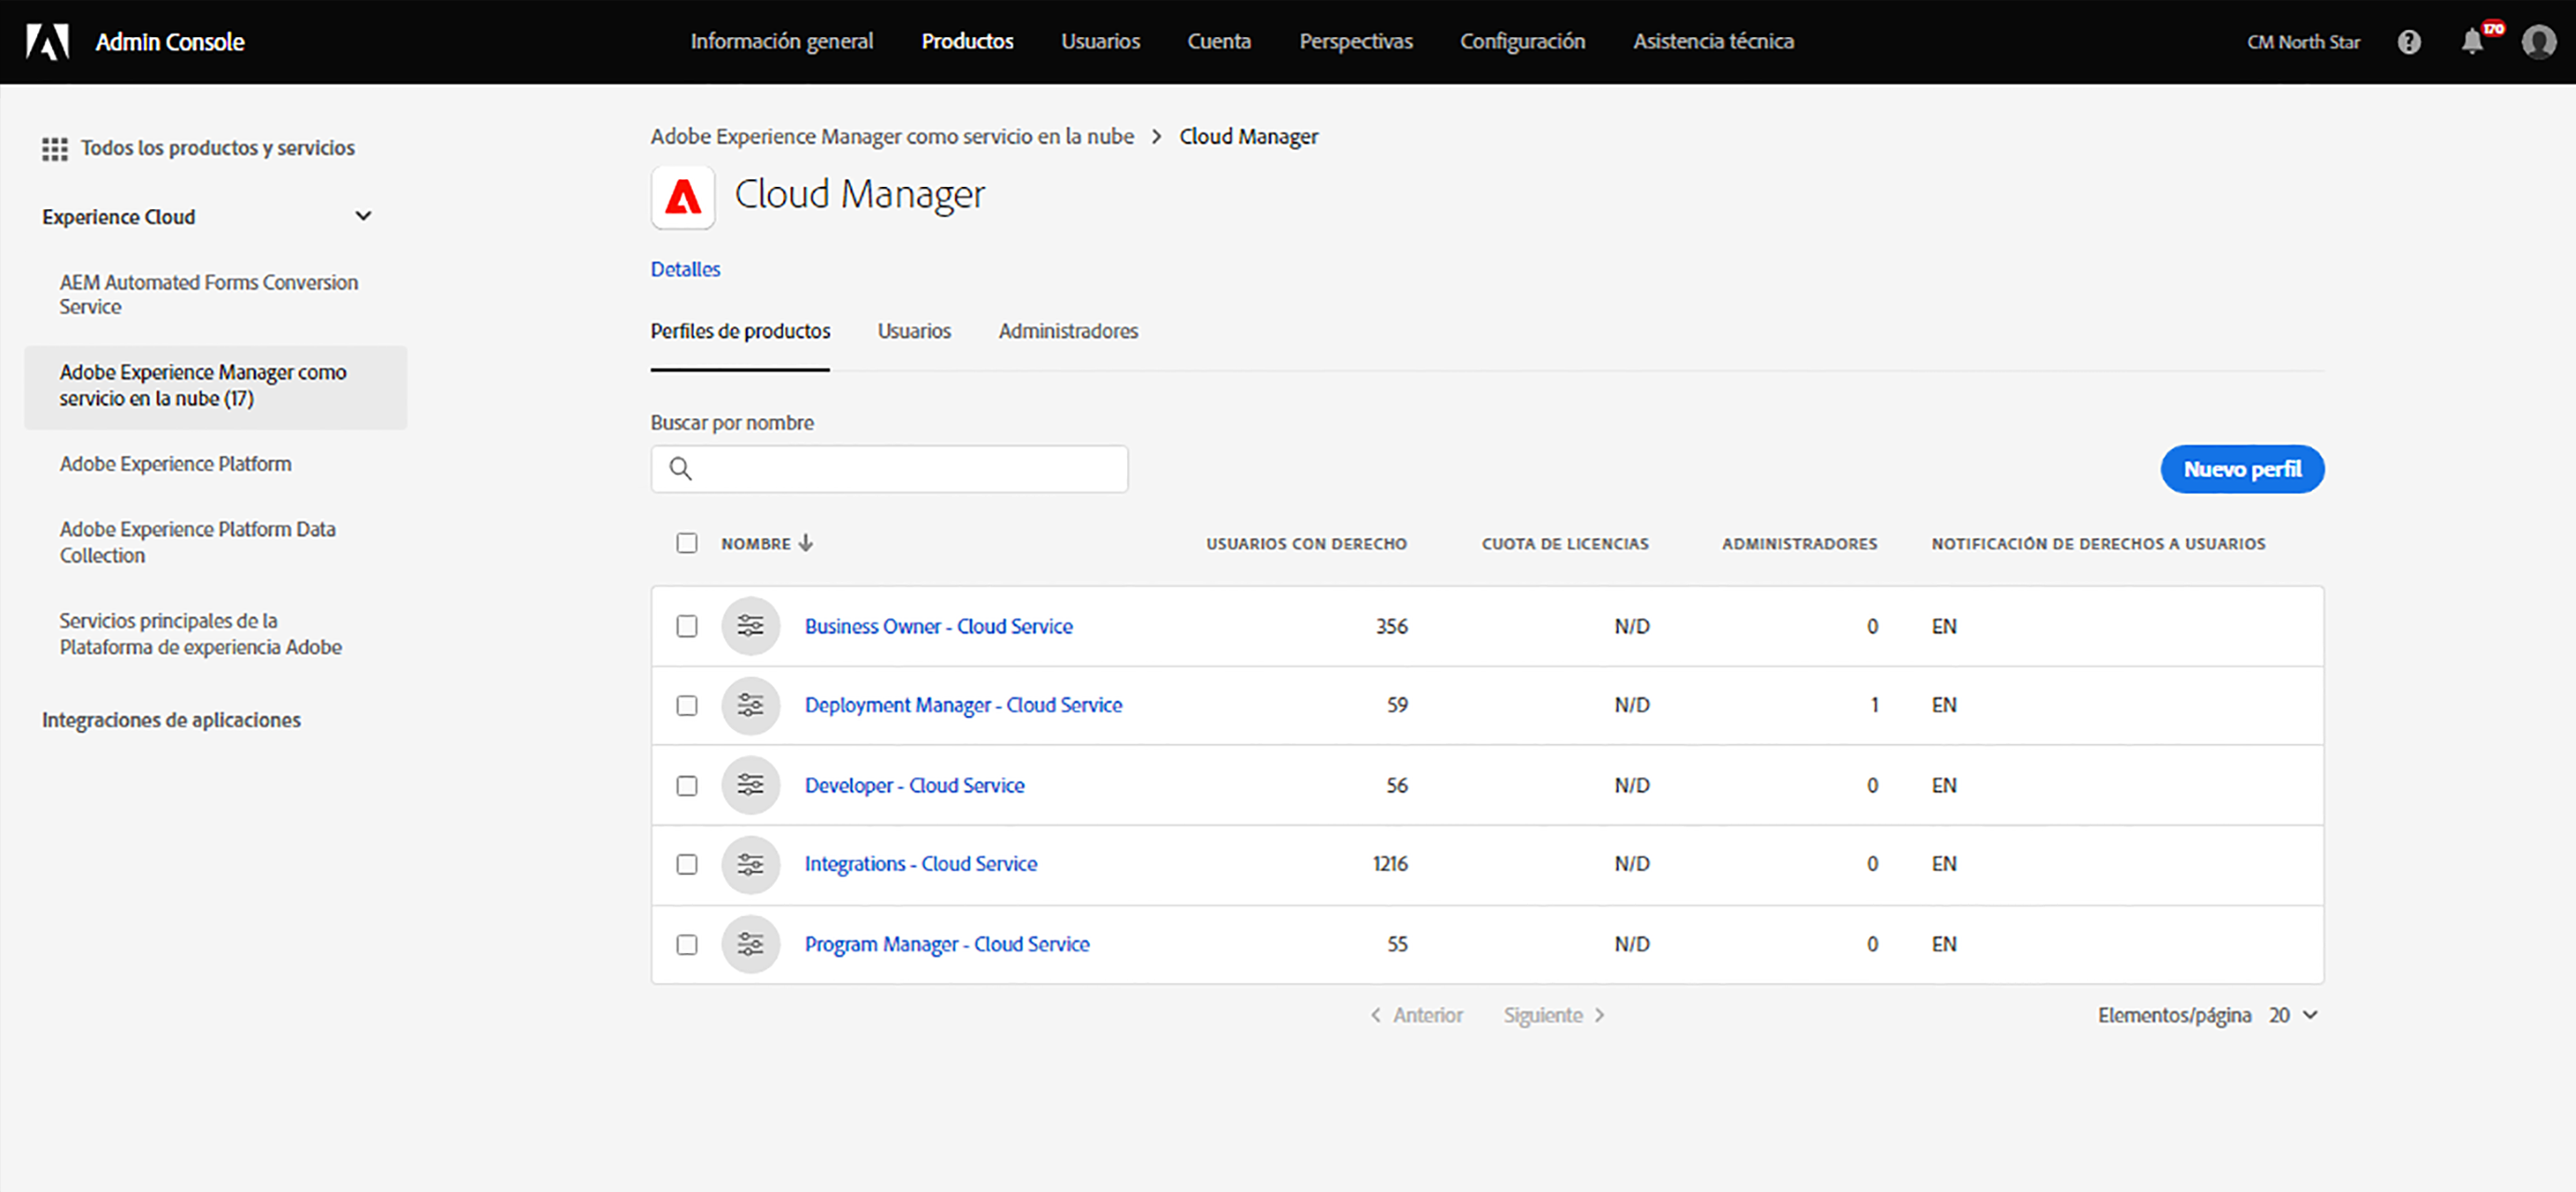 Admin Console
Información general Productos Usuarios Cuenta Perspectivas Configuración Asistencia técnica
CM North Star
170
Todos los productos y servicios
Experience Cloud
AEM Automated Forms Conversion
Service
Adobe Experience Manager como
servicio en la nube (17)
Adobe Experience Platform
Adobe Experience Platform Data
Collection
Servicios principales de la
Plataforma de experiencia Adobe
Integraciones de aplicaciones
Adobe Experience Manager como servicio en la nube > Cloud Manager
Cloud Manager
Detalles
Perfiles de productos Usuarios Administradores
Buscar por nombre
Nuevo perfil
NOMBRE USUARIOS CON DERECHO CUOTA DE LICENCIAS ADMINISTRADORES NOTIFICACIÓN DE DERECHOS A USUARIOS
Business Owner - Cloud Service 356 N/D 0 EN
Deployment Manager - Cloud Service 59 N/D 1 EN
Developer - Cloud Service 56 N/D 0 EN
Integrations - Cloud Service 1216 N/D 0 EN
Program Manager - Cloud Service 55 N/D 0 EN
< Anterior Siguiente > Elementos/página 20